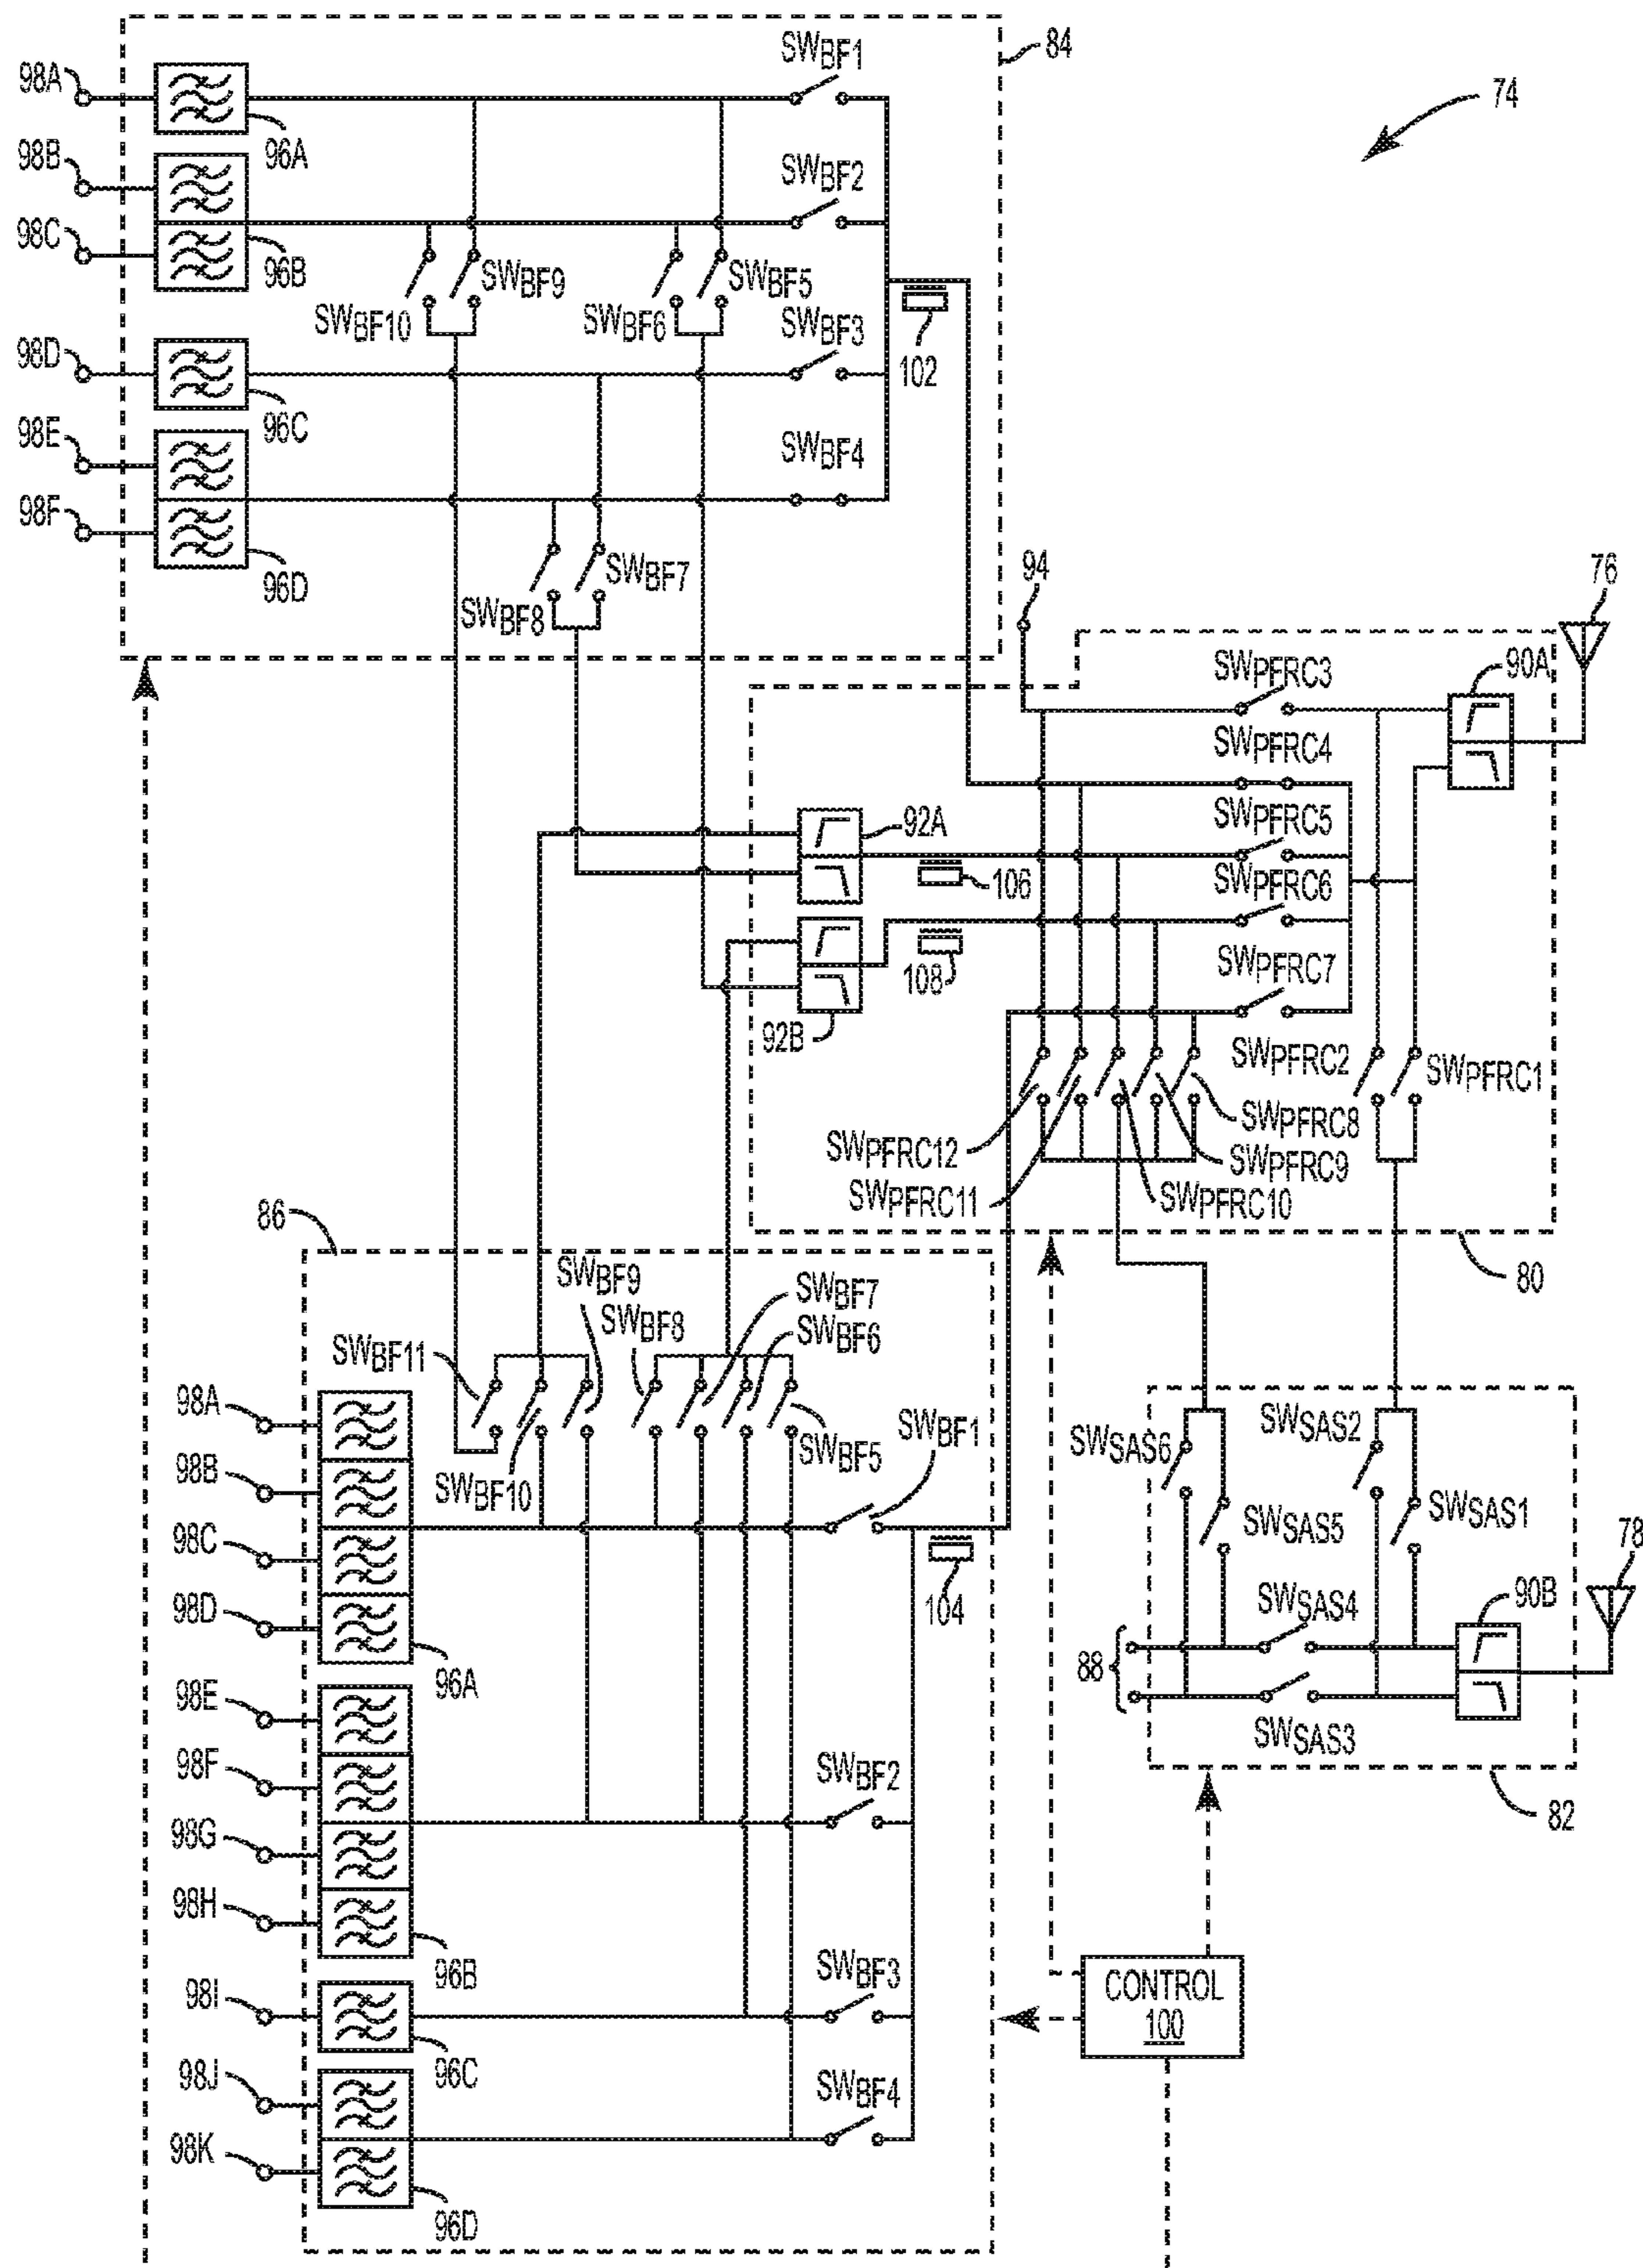 84
74
98A
96A
SWBF1
98B
98C
96B
SWBF2
SWBF10
SWBF9
SWBF6
SWBF5
SWBF3
102
98D
96C
98E
98F
96D
SWBF4
SWBF8
SWBF7
94
76
SWPFRC3
90A
SWPFRC4
92A
SWPFRC5
106
SWPFRC6
108
SWPFRC7
92B
SWPFRC2
SWPFRC1
SWPFRC8
SWPFRC12
SWPFRC9
SWPFRC11
SWPFRC10
80
86
SWBF9
SWBF7
SWBF8
SWBF6
SWBF11
98A
SWBF1
SWBF5
SWBF10
98B
98C
98D
96A
104
SWSAS2
SWSAS6
SWSAS5
SWSAS1
78
SWSAS4
90B
88
SWSAS3
82
98E
98F
SWBF2
98G
98H
96B
98I
SWBF3
96C
98J
SWBF4
98K
96D
CONTROL
100